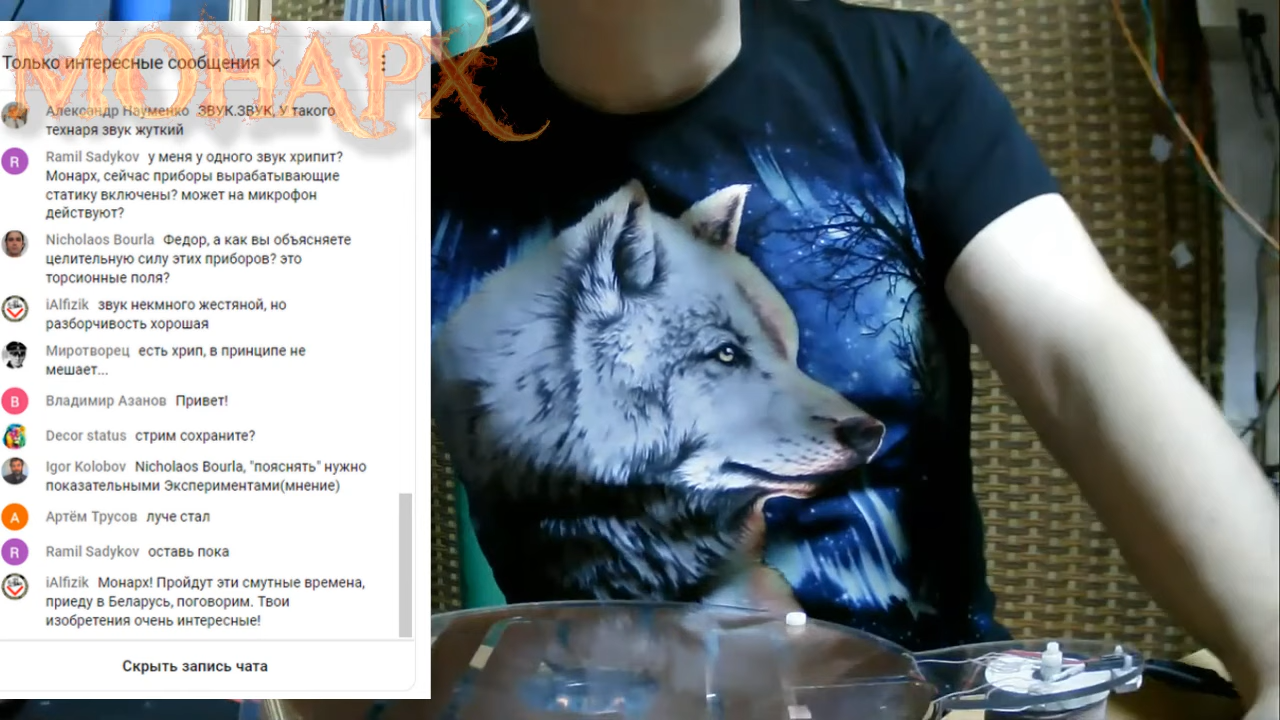 МОНАРХ
Только интересные сообщения
Александр Науменко ЗВУК.ЗВУК, У такого
технаря звук жуткий
R
Ramil Sadykov у меня у одного звук хрипит?
Монарх, сейчас приборы вырабатывающие
статику включены? может на микрофон
действуют?
Nicholaos Bourla Федор, а как вы объясняете
целительную силу этих приборов? это
торсионные поля?
iAlfizik звук некмного жестяной, но
разборчивость хорошая
Миротворец есть хрип, в принципе не
мешает...
В
Владимир Азанов Привет!
Decor status стрим сохраните?
Igor Kolobov Nicholaos Bourla, "пояснять" нужно
показательными Экспериментами(мнение)
А
Артём Трусов луче стал
R
Ramil Sadykov оставь пока
iAlfizik Монарх! Пройдут эти смутные времена,
приеду в Беларусь, поговорим. Твои
изобретения очень интересные!
Скрыть запись чата